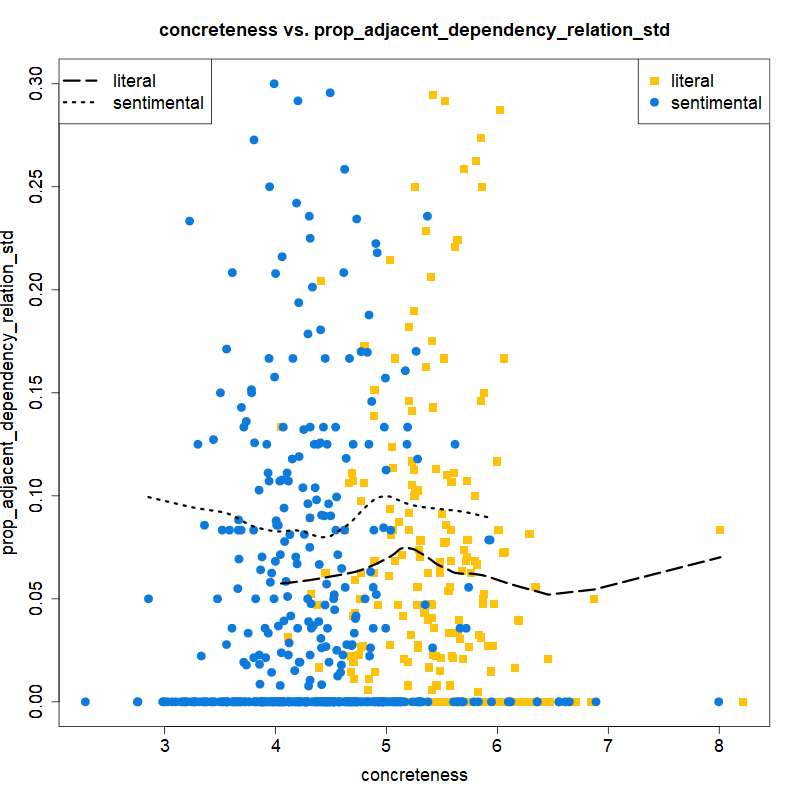 concreteness vs. prop_adjacent_dependency_relation_std
literal
sentimental
literal
sentimental
prop_adjacent_dependency_relation_std
0.30
0.25
0.20
0.15
0.10
0.05
0.00
3 4 5 6 7 8
concreteness